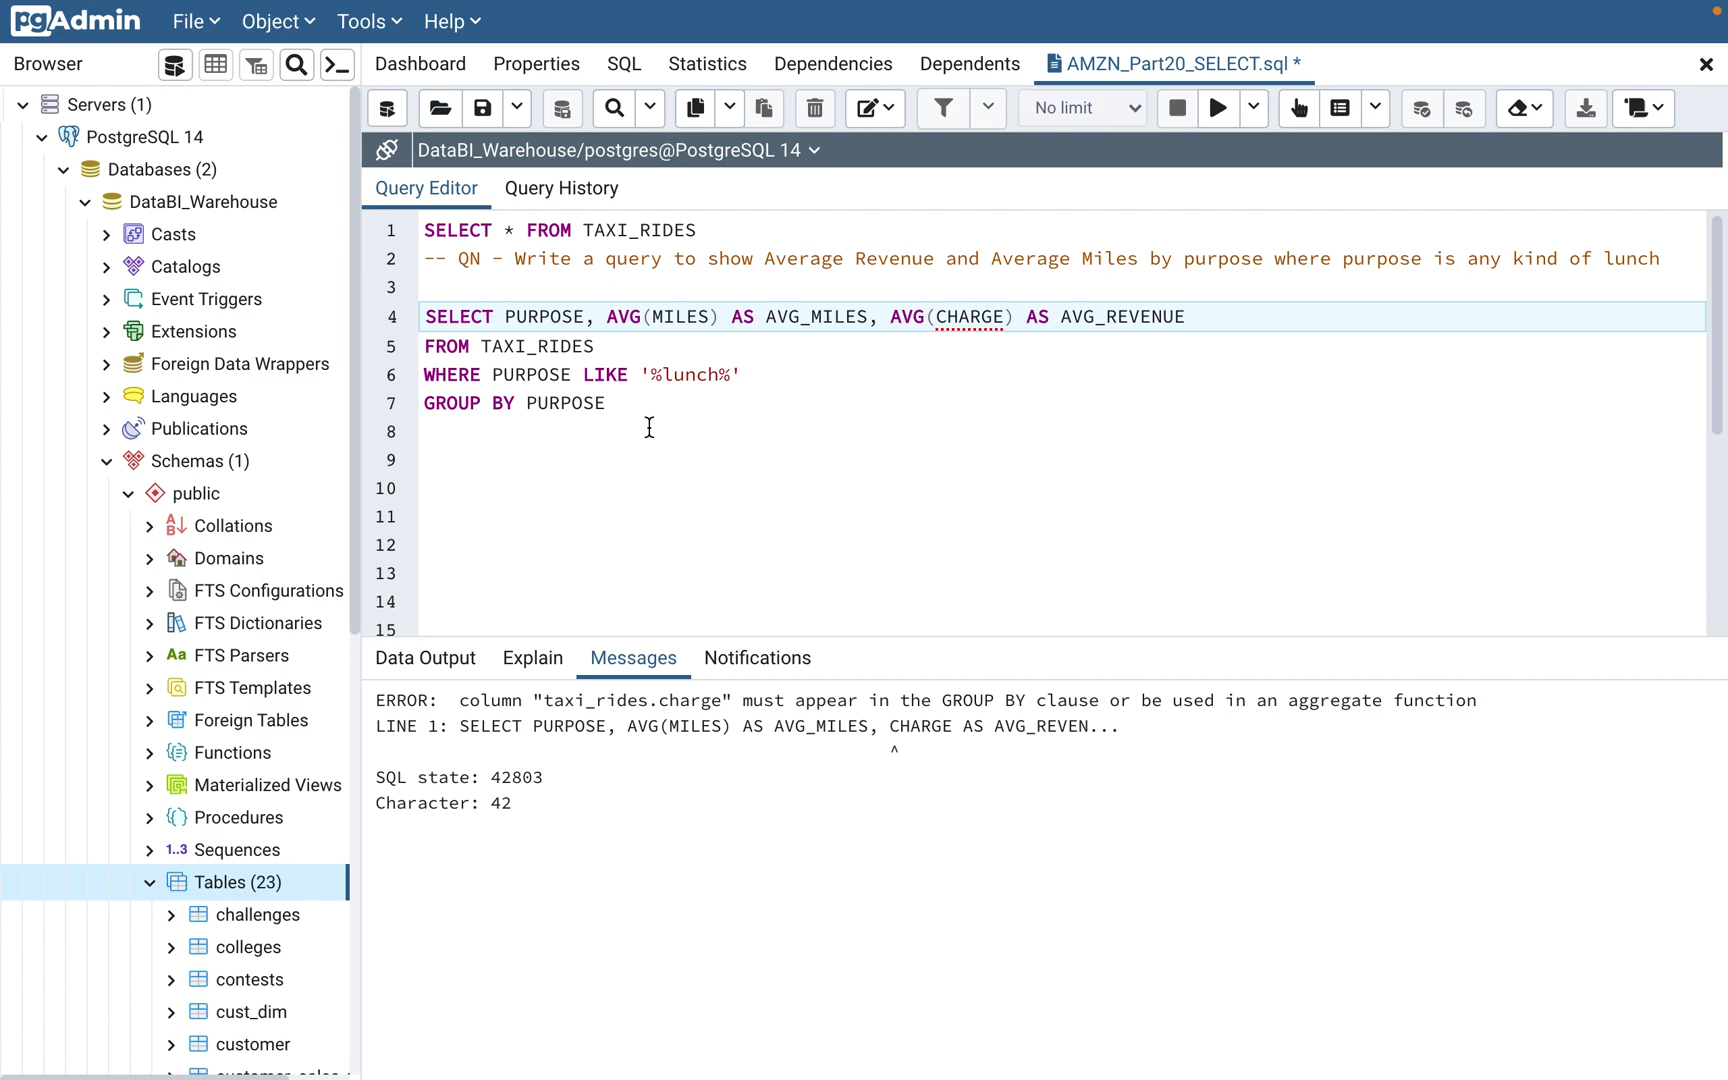 pgAdmin File Object Tools Help
Browser
Dashboard Properties SQL Statistics Dependencies Dependents AMZN_Part20_SELECT.sql *
No limit
DataBI_Warehouse/postgres@PostgreSQL 14
Query Editor Query History
Servers (1)
PostgreSQL 14
Databases (2)
DataBI_Warehouse
Casts
Catalogs
Event Triggers
Extensions
Foreign Data Wrappers
Languages
Publications
Schemas (1)
public
Aa
1..3
Collations
Domains
FTS Configurations
FTS Dictionaries
FTS Parsers
FTS Templates
Foreign Tables
Functions
Materialized Views
Procedures
Sequences
Tables (23)
challenges
colleges
contests
cust_dim
customer
1 SELECT * FROM TAXI_RIDES
2 -- QN - Write a query to show Average Revenue and Average Miles by purpose where purpose is any kind of lunch
3
4 SELECT PURPOSE, AVG(MILES) AS AVG_MILES, AVG(CHARGE) AS AVG_REVENUE
5 FROM TAXI_RIDES
6 WHERE PURPOSE LIKE '%lunch%'
7 GROUP BY PURPOSE
8
9
10
11
12
13
14
15
Data Output Explain Messages Notifications
ERROR:  column "taxi_rides.charge" must appear in the GROUP BY clause or be used in an aggregate function
LINE 1: SELECT PURPOSE, AVG(MILES) AS AVG_MILES, CHARGE AS AVG_REVEN...
^
SQL state: 42803
Character: 42